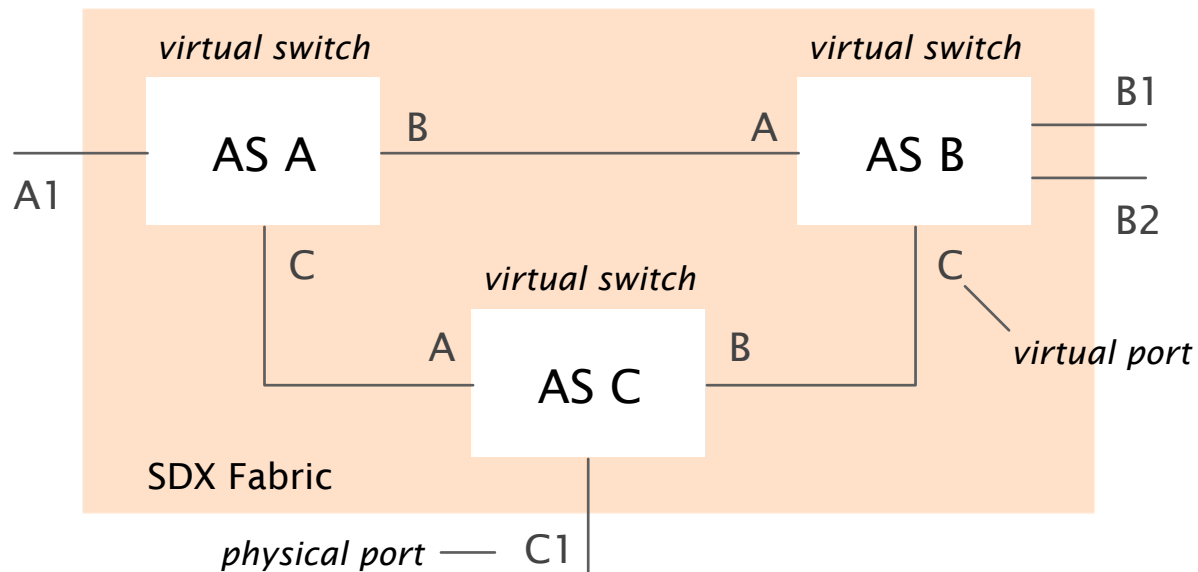 virtual switch
virtual switch
B1
B
A
AS A
AS B
A1
B2
C
C
virtual switch
A
B
virtual port
AS C
SDX Fabric
physical port
C1